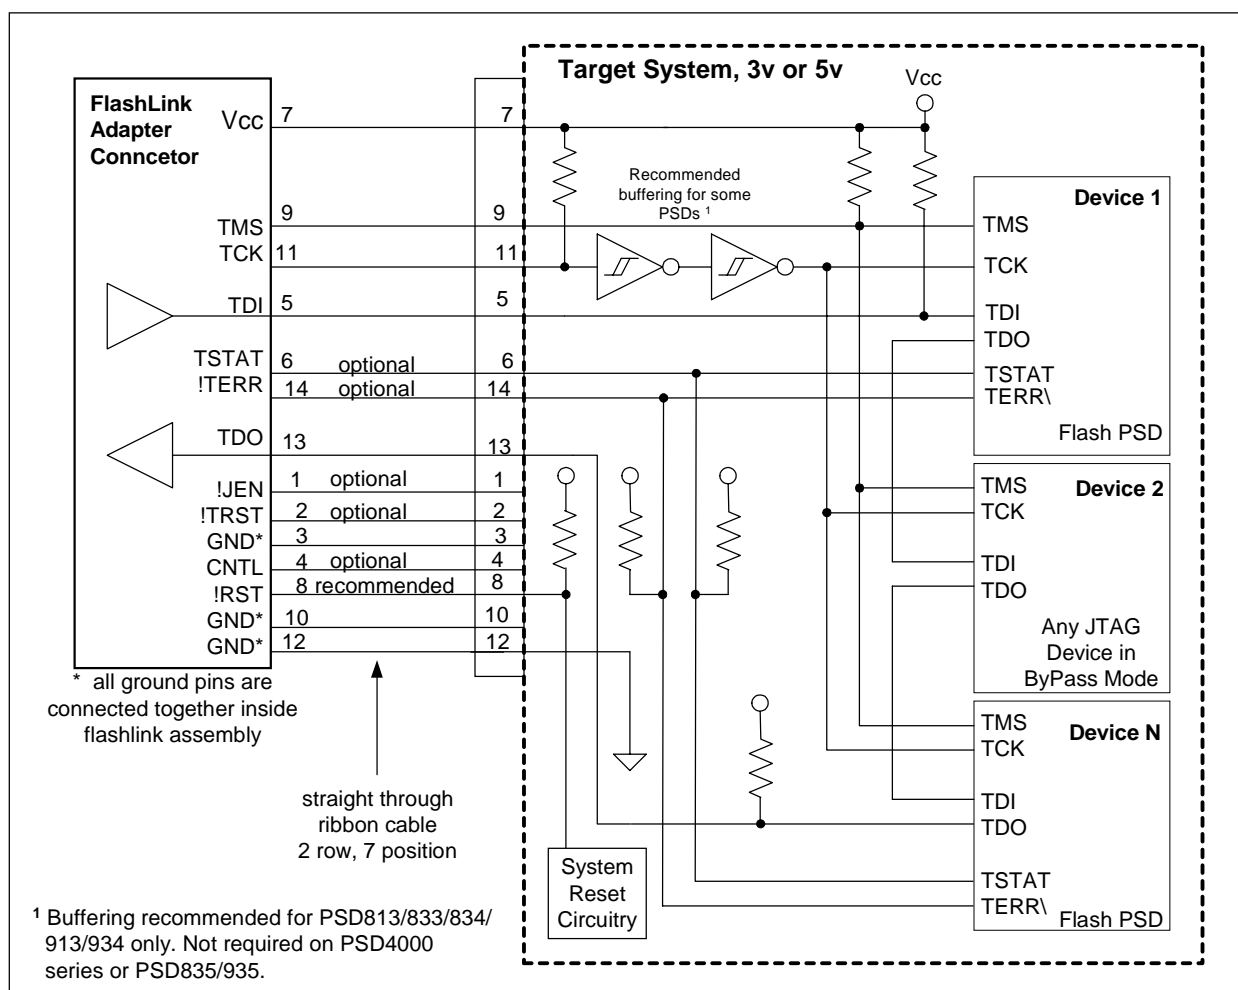 Target System, 3v or 5v
Vcc
FlashLink
Adapter
Conncetor
Vcc 7 7
Recommended
buffering for some
PSDs 1
TMS 9 9
TCK 11 11
TDI 5 5
TSTAT 6 optional 6
!TERR 14 optional 14
TDO 13 13
!JEN 1 optional 1
!TRST 2 optional 2
GND* 3 3
CNTL 4 optional 4
!RST 8 recommended 8
GND* 10 10
GND* 12 12
* all ground pins are
connected together inside
flashlink assembly
straight through
ribbon cable
2 row, 7 position
System
Reset
Circuitry
Device 1
TMS
TCK
TDI
TDO
TSTAT
TERR\
Flash PSD
Device 2
TMS
TCK
TDI
TDO
Any JTAG
Device in
ByPass Mode
Device N
TMS
TCK
TDI
TDO
TSTAT
TERR\
Flash PSD
1 Buffering recommended for PSD813/833/834/
913/934 only. Not required on PSD4000
series or PSD835/935.